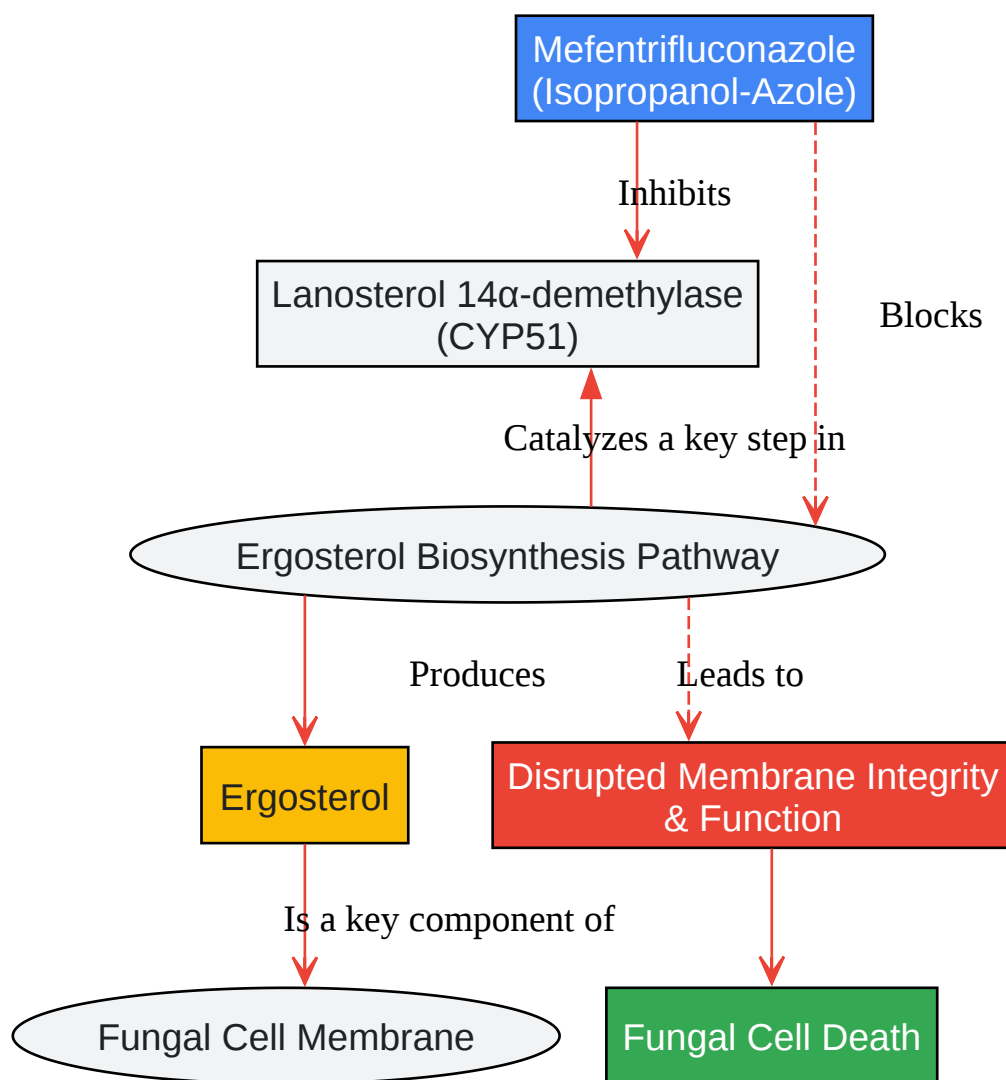 Mefentrifluconazole
(Isopropanol-Azole)
Inhibits
Lanosterol 14α-demethylase
(CYP51)
Blocks
Catalyzes a key step in
Ergosterol Biosynthesis Pathway
Produces
Leads to
Ergosterol
Disrupted Membrane Integrity
& Function
Is a key component of
Fungal Cell Membrane
Fungal Cell Death